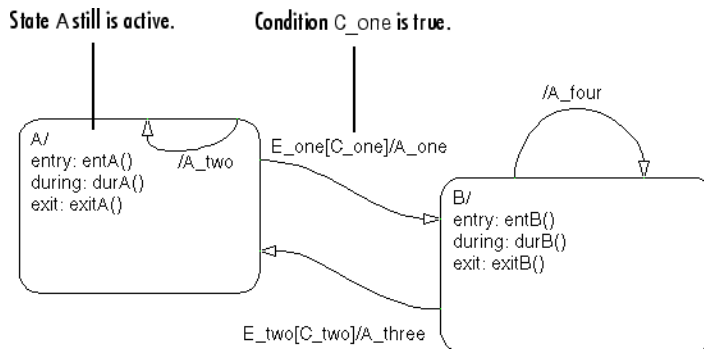 State A still is active.
Condition C_one is true.
/A_four
A/
entry: entA()
during: durA()
exit: exitA()
/A_two
E_one[C_one]/A_one
B/
entry: entB()
during: durB()
exit: exitB()
E_two[C_two]/A_three